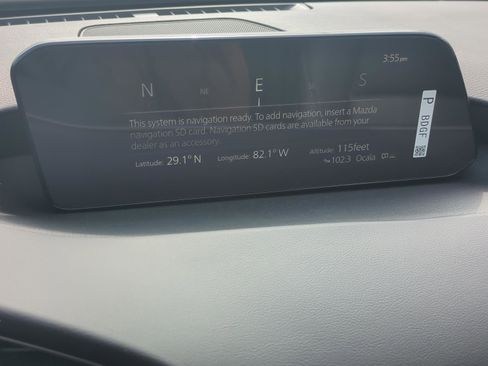 3:55pm
N NE E SE S
This system is navigation ready. To add navigation, insert a Mazda
navigation SD card. Navigation SD cards are available from your
dealer as an accessory.
Latitude: 29.1° N Longitude: 82.1° W Altitude: 115feet
102.3 Ocala
P BDGF